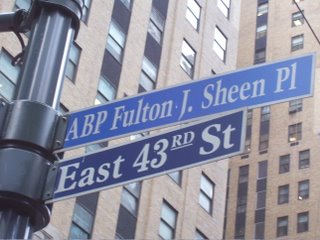 ABP Fulton J. Sheen Pl
East 43RD St